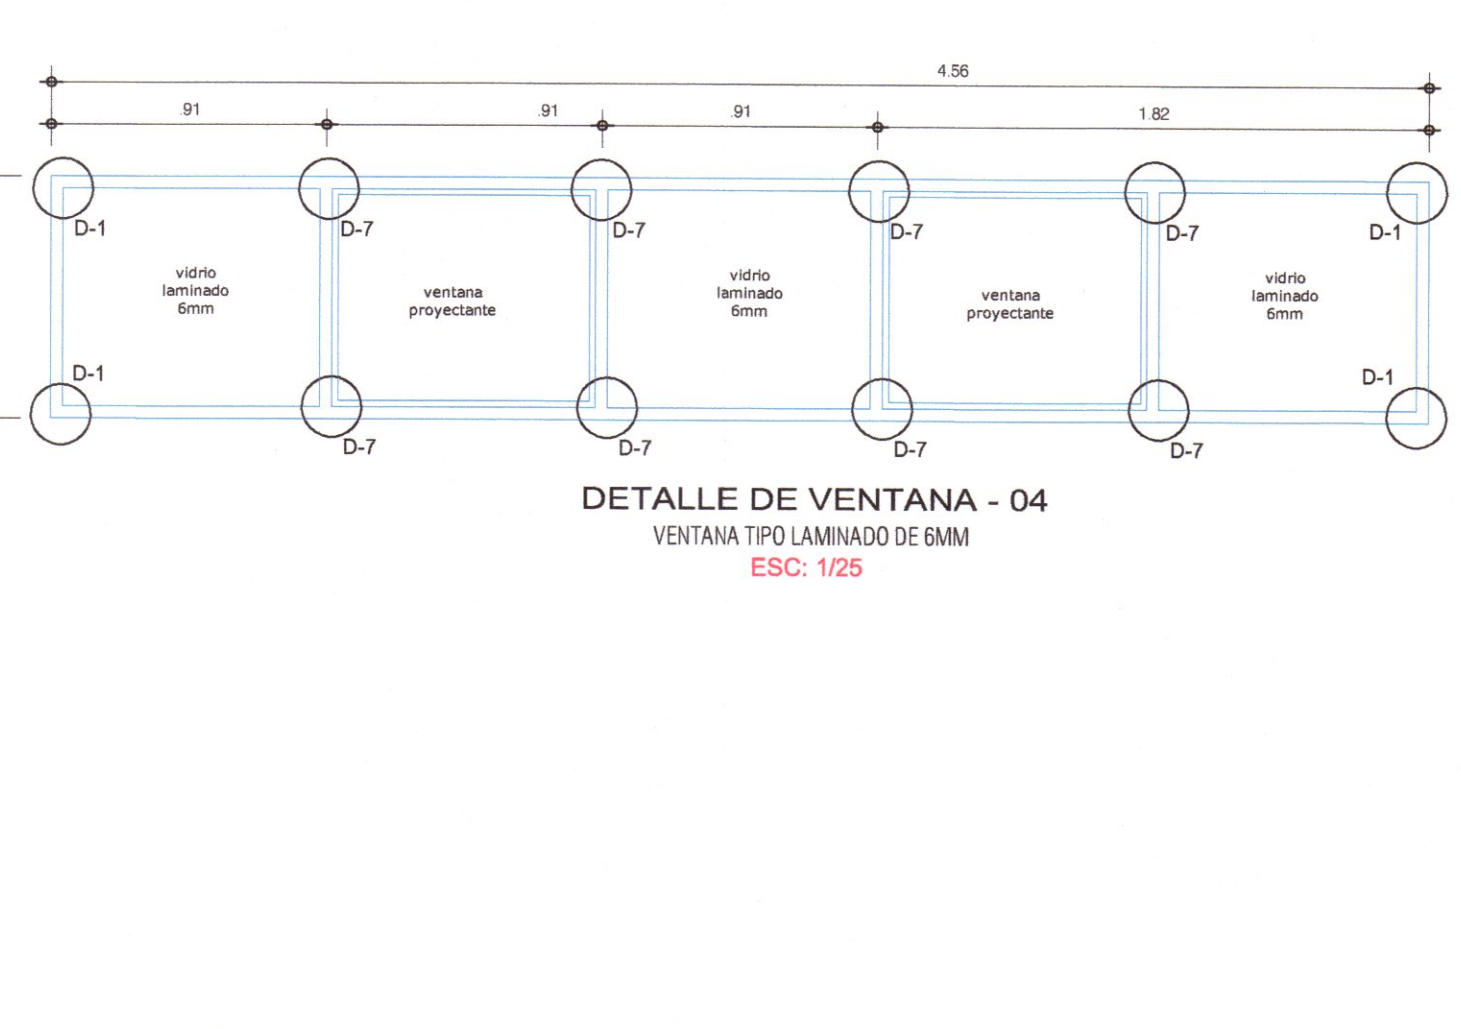 4.56
.91
.91
.91
1.82
D-1
D-7
D-7
D-7
D-7
D-1
vidrio
laminado
6mm
ventana
proyectante
vidrio
laminado
6mm
ventana
proyectante
vidrio
laminado
6mm
D-1
D-1
D-7
D-7
D-7
D-7
DETALLE DE VENTANA - 04
VENTANA TIPO LAMINADO DE 6MM
ESC: 1/25